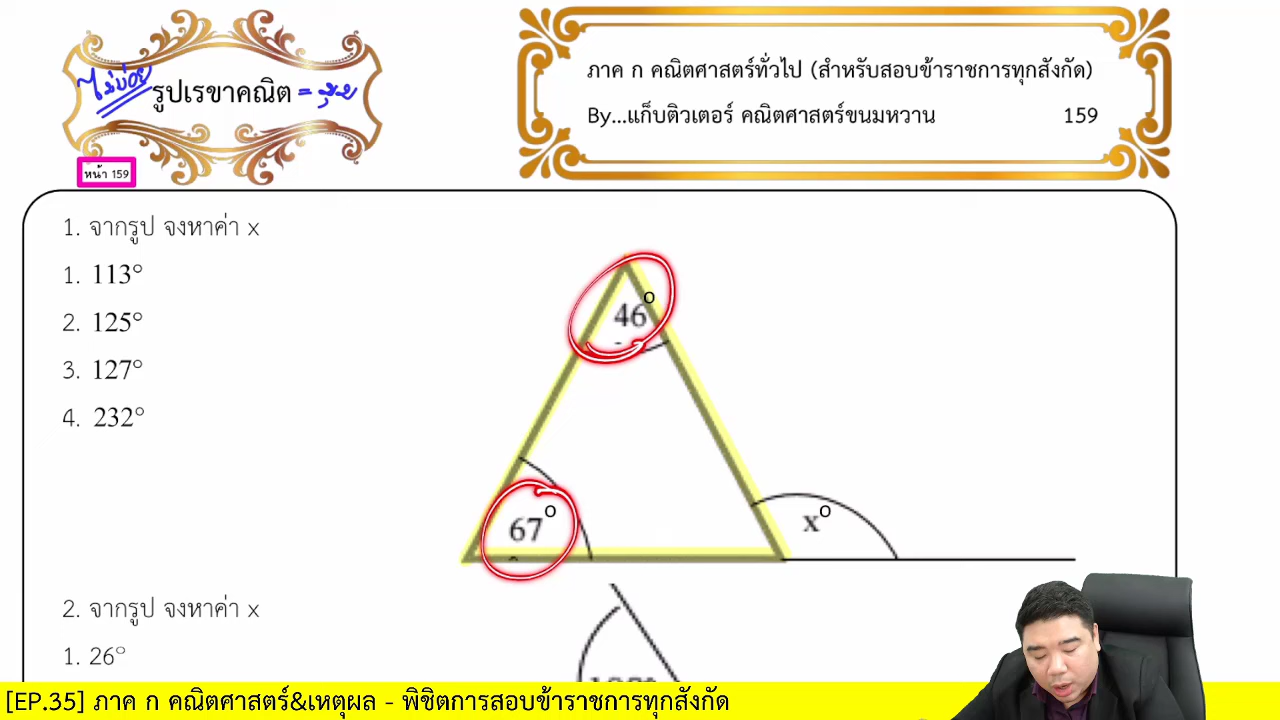 ไม่บ่อย
รูปเรขาคณิต =
หน้า 159
ภาค ก คณิตศาสตร์ทั่วไป (สำหรับสอบข้าราชการทุกสังกัด)
By...แก็บติวเตอร์ คณิตศาสตร์ขนมหวาน 159
1. จากรูป จงหาค่า x
1. 113°
2. 125°
3. 127°
4. 232°
46°
67°
x°
2. จากรูป จงหาค่า x
1. 26°
[EP.35] ภาค ก คณิตศาสตร์&เหตุผล - พิชิตการสอบข้าราชการทุกสังกัด